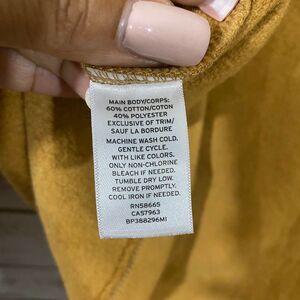 MAIN BODY/CORPS:
60% COTTON/COTON
40% POLYESTER
EXCLUSIVE OF TRIM/
SAUF LA BORDURE
MACHINE WASH COLD.
GENTLE CYCLE.
WITH LIKE COLORS.
ONLY NON-CHLORINE
BLEACH IF NEEDED.
TUMBLE DRY LOW.
REMOVE PROMPTLY.
COOL IRON IF NEEDED.
RN58665
CA57963
BP388296MI